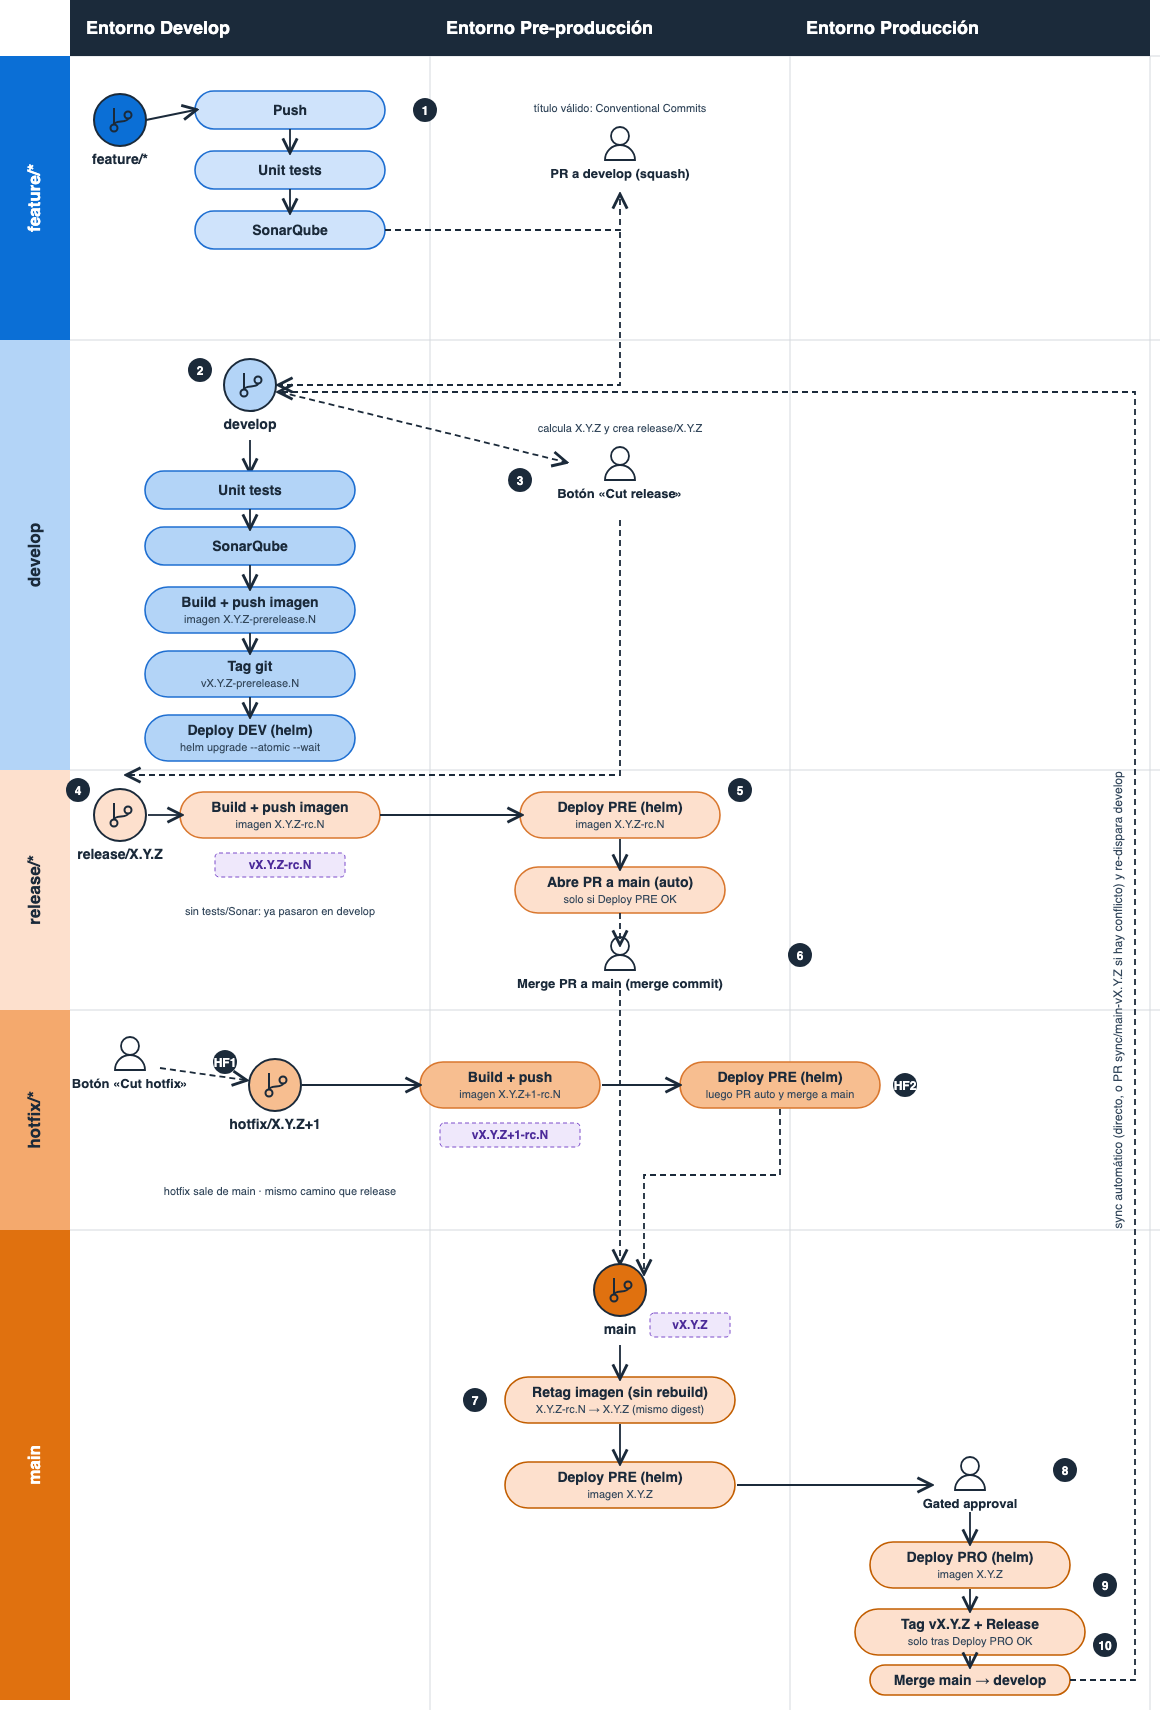 Entorno Develop
Entorno Pre-producción
Entorno Producción
feature/*
feature/*
Push
1
Unit tests
SonarQube
título válido: Conventional Commits
PR a develop (squash)
develop
2
develop
calcula X.Y.Z y crea release/X.Y.Z
3
Botón «Cut release»
Unit tests
SonarQube
Build + push imagen
imagen X.Y.Z-prerelease.N
Tag git
vX.Y.Z-prerelease.N
Deploy DEV (helm)
helm upgrade --atomic --wait
release/*
4
release/X.Y.Z
Build + push imagen
imagen X.Y.Z-rc.N
vX.Y.Z-rc.N
sin tests/Sonar: ya pasaron en develop
Deploy PRE (helm)
imagen X.Y.Z-rc.N
5
Abre PR a main (auto)
solo si Deploy PRE OK
6
Merge PR a main (merge commit)
sync automático (directo, o PR sync/main-vX.Y.Z si hay conflicto) y re-dispara develop
hotfix/*
Botón «Cut hotfix»
HF1
hotfix/X.Y.Z+1
Build + push
imagen X.Y.Z+1-rc.N
vX.Y.Z+1-rc.N
Deploy PRE (helm)
luego PR auto y merge a main
HF2
hotfix sale de main · mismo camino que release
main
main
vX.Y.Z
7
Retag imagen (sin rebuild)
X.Y.Z-rc.N → X.Y.Z (mismo digest)
Deploy PRE (helm)
imagen X.Y.Z
8
Gated approval
Deploy PRO (helm)
imagen X.Y.Z
9
Tag vX.Y.Z + Release
solo tras Deploy PRO OK
10
Merge main → develop